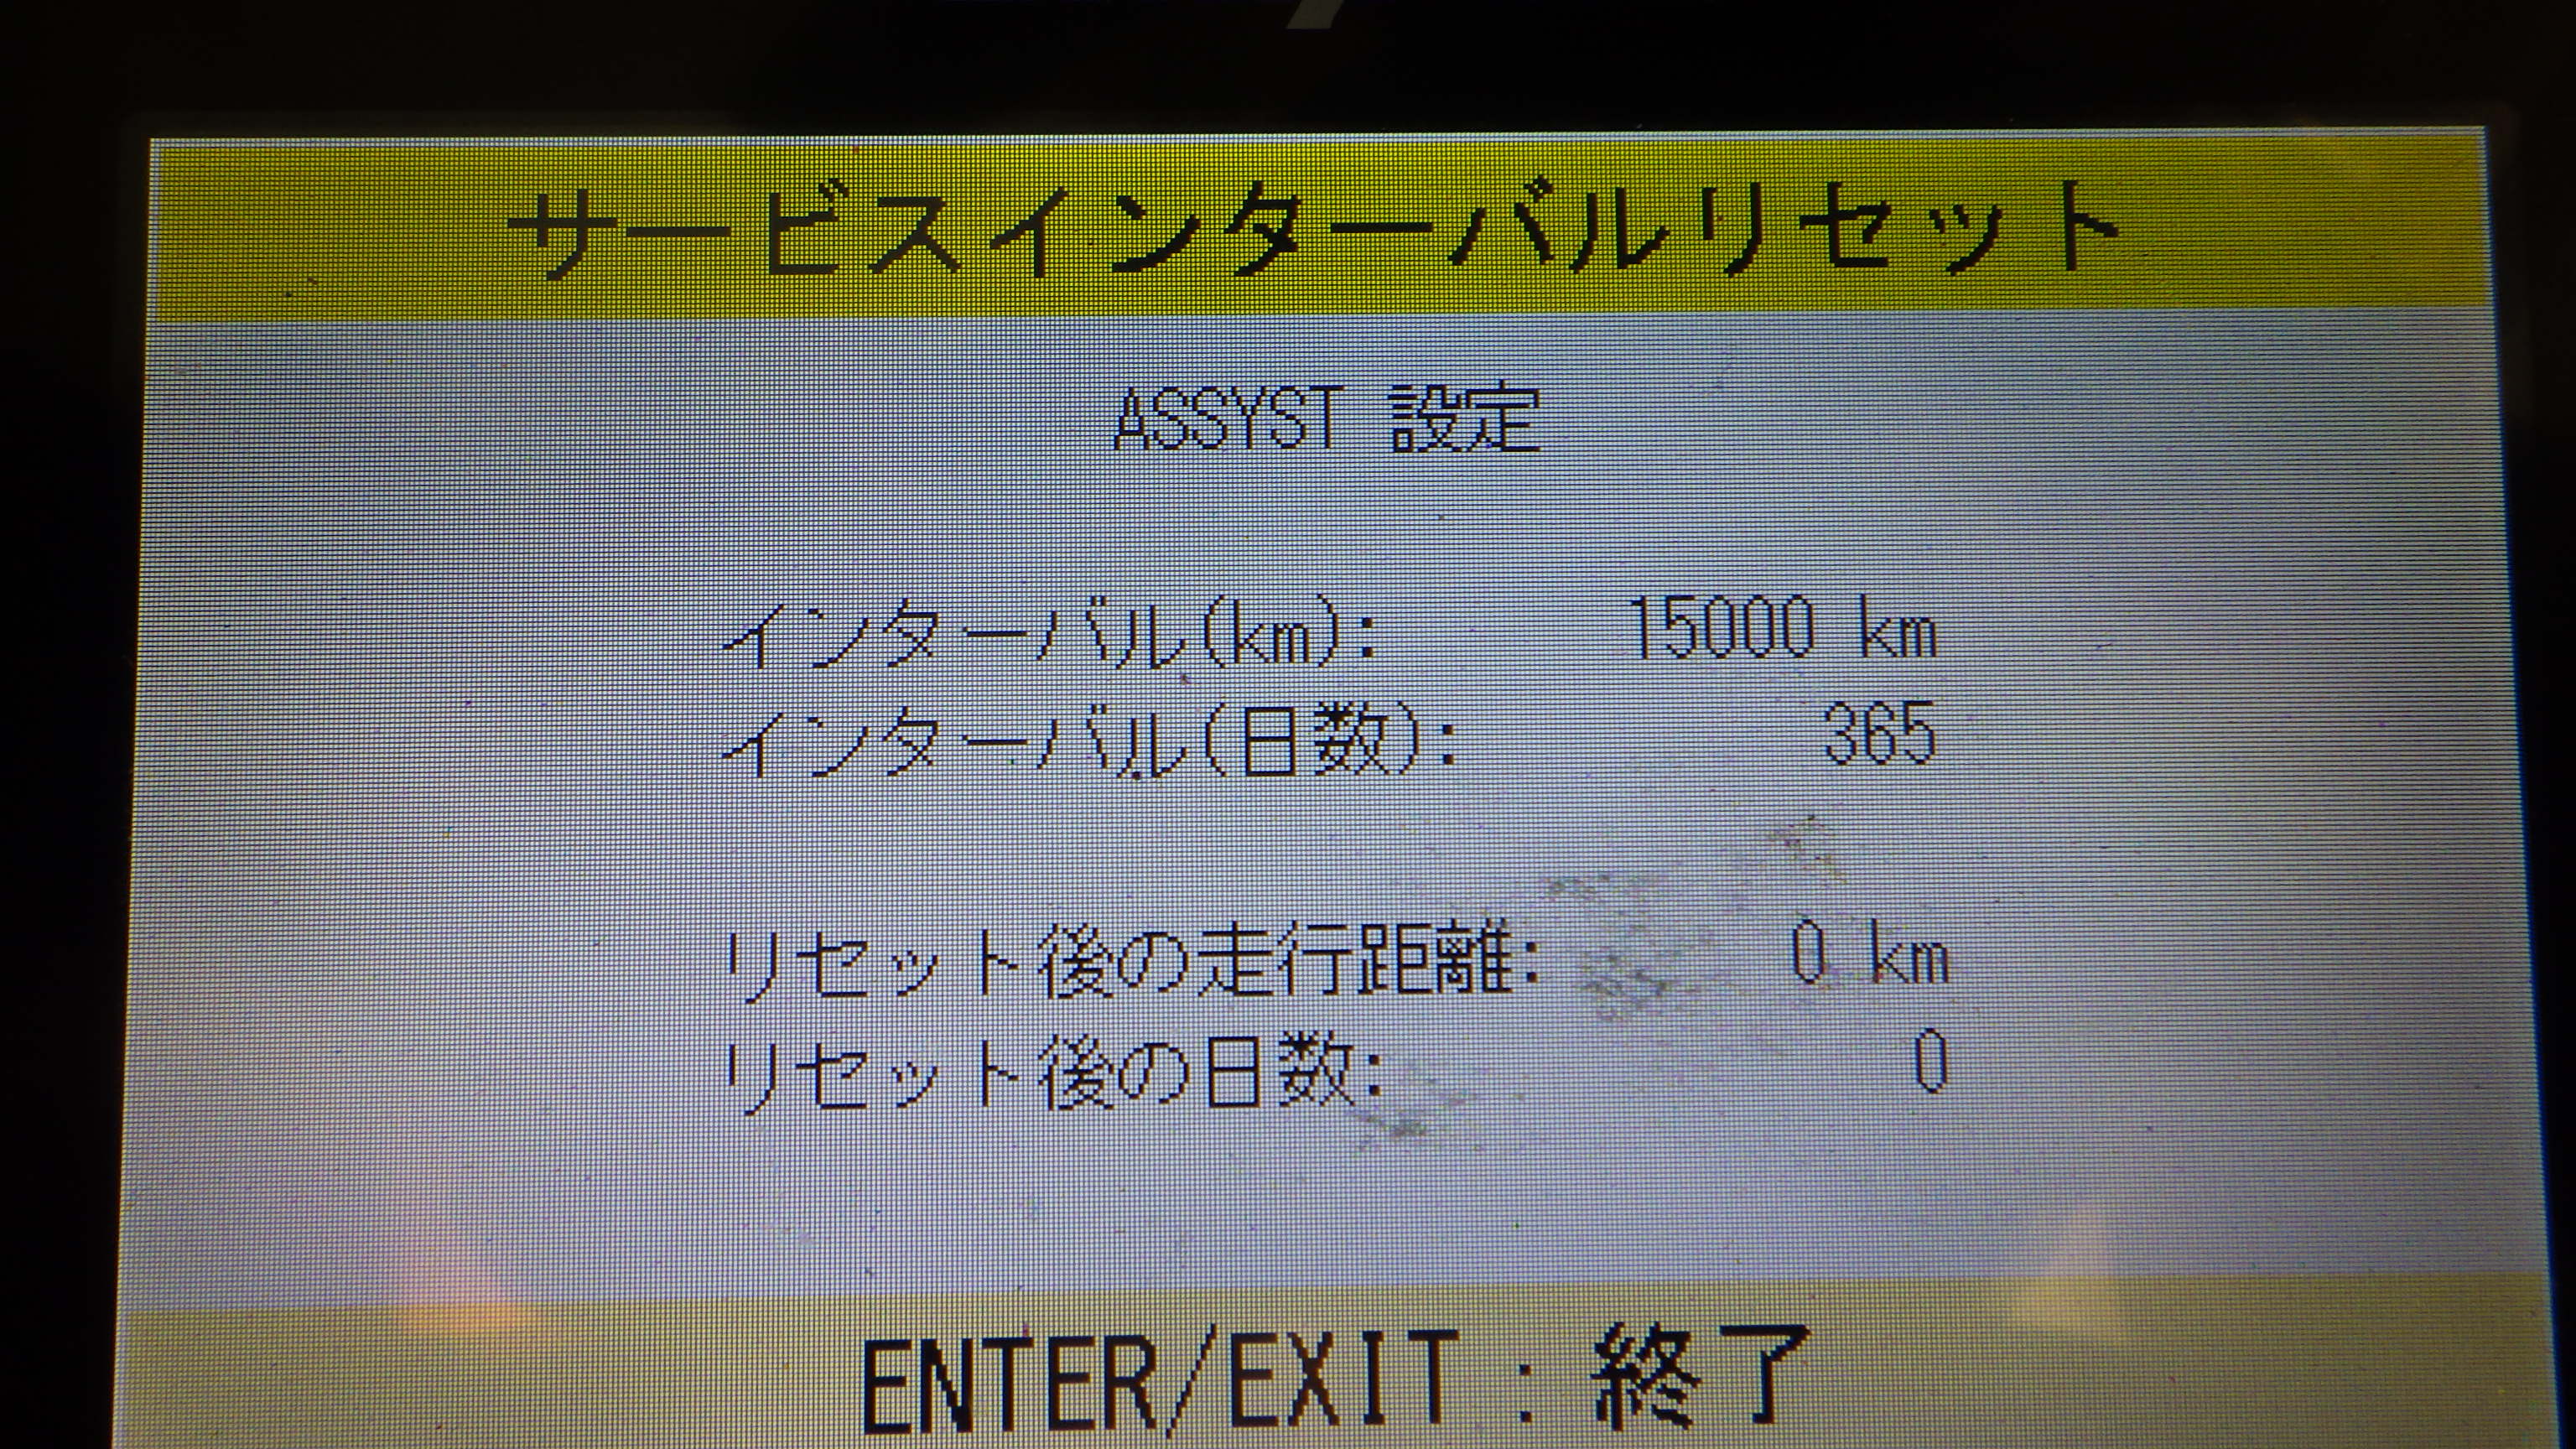 サービスインターバルリセット
ASSYST 設定
インターバル(km): 15000 km
インターバル(日数): 365
リセット後の走行距離: 0 km
リセット後の日数: 0
ENTER/EXIT : 終了